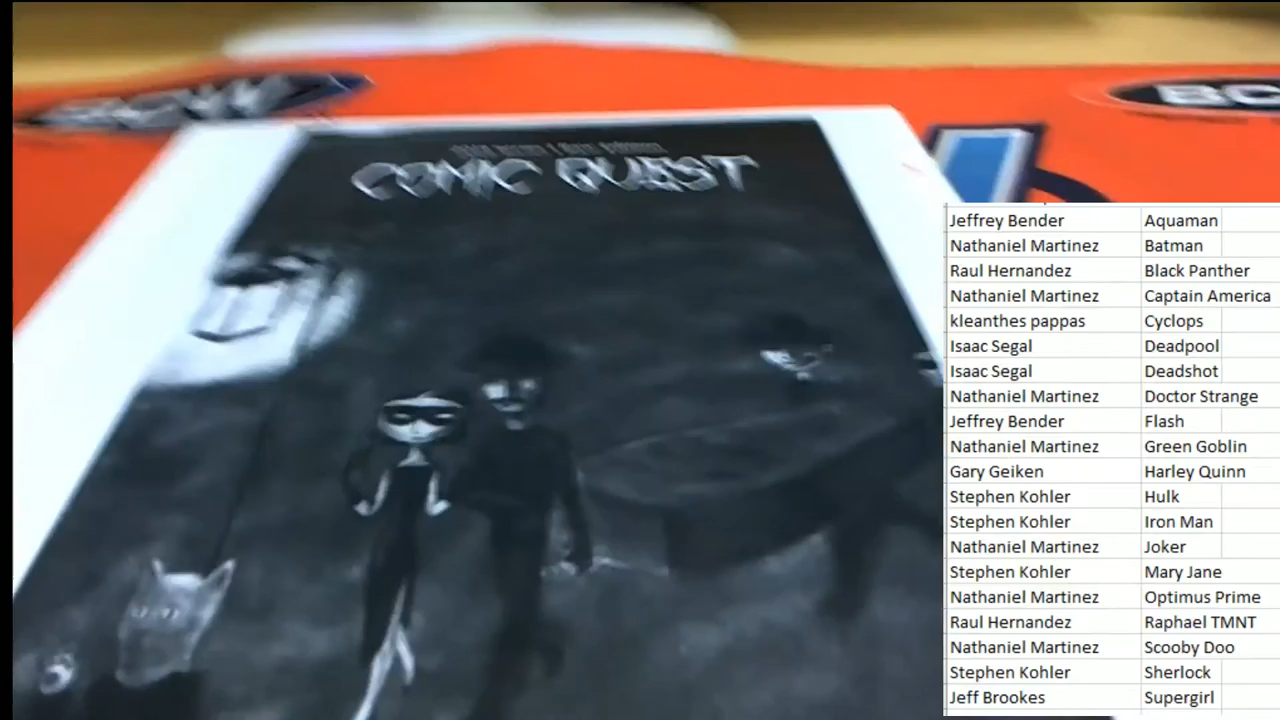 COMIC QUEST
BC
Jeffrey Bender Aquaman
Nathaniel Martinez Batman
Raul Hernandez Black Panther
Nathaniel Martinez Captain America
kleanthes pappas Cyclops
Isaac Segal Deadpool
Isaac Segal Deadshot
Nathaniel Martinez Doctor Strange
Jeffrey Bender Flash
Nathaniel Martinez Green Goblin
Gary Geiken Harley Quinn
Stephen Kohler Hulk
Stephen Kohler Iron Man
Nathaniel Martinez Joker
Stephen Kohler Mary Jane
Nathaniel Martinez Optimus Prime
Raul Hernandez Raphael TMNT
Nathaniel Martinez Scooby Doo
Stephen Kohler Sherlock
Jeff Brookes Supergirl